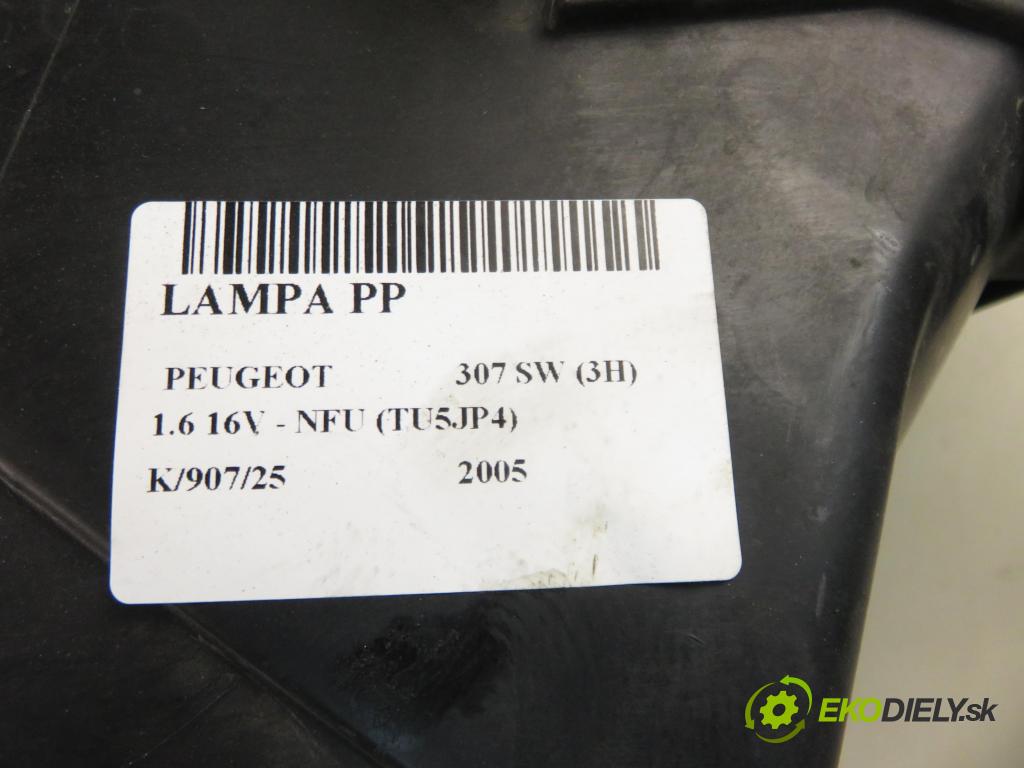 LAMPA PP
PEUGEOT 307 SW (3H)
1.6 16V - NFU (TU5JP4)
K/907/25 2005
EKODIELY.sk